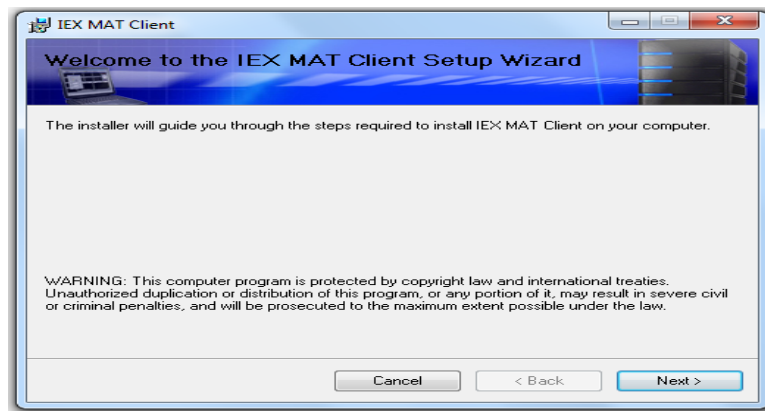 IEX MAT Client
Welcome to the IEX MAT Client Setup Wizard
The installer will guide you through the steps required to install IEX MAT Client on your computer.
WARNING: This computer program is protected by copyright law and international treaties.
Unauthorized duplication or distribution of this program, or any portion of it, may result in severe civil
or criminal penalties, and will be prosecuted to the maximum extent possible under the law.
Cancel
< Back
Next >